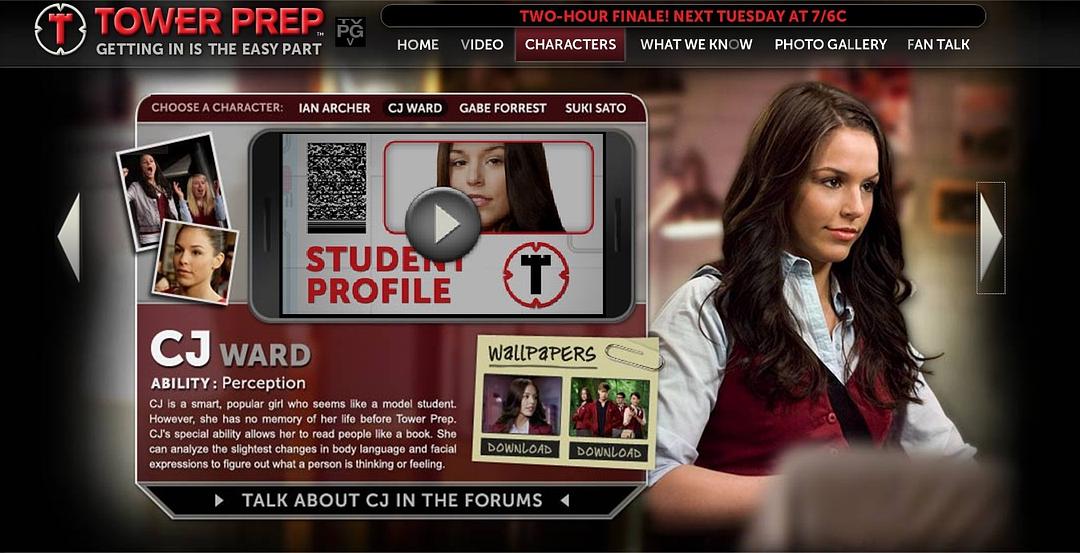 TOWER PREP™
GETTING IN IS THE EASY PART
TV
PG
V
TWO-HOUR FINALE! NEXT TUESDAY AT 7/6C
HOME VIDEO CHARACTERS WHAT WE KNOW PHOTO GALLERY FAN TALK
CHOOSE A CHARACTER: IAN ARCHER CJ WARD GABE FORREST SUKI SATO
STUDENT
PROFILE
CJ WARD
ABILITY : Perception
CJ is a smart, popular girl who seems like a model student.
However, she has no memory of her life before Tower Prep.
CJ's special ability allows her to read people like a book. She
can analyze the slightest changes in body language and facial
expressions to figure out what a person is thinking or feeling.
Wallpapers
DOWNLOAD DOWNLOAD
TALK ABOUT CJ IN THE FORUMS